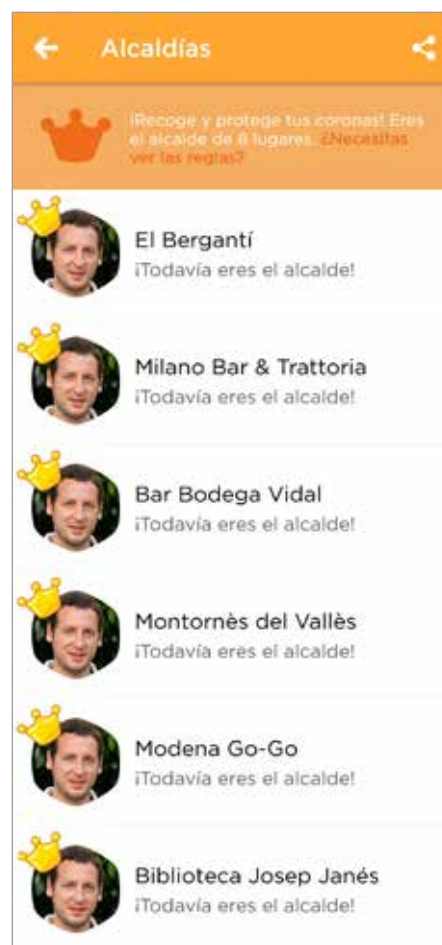 Alcaldías
¡Recoge y protege tus coronas! Eres
el alcalde de 8 lugares. ¿Necesitas
ver las reglas?
El Bergantí
¡Todavía eres el alcalde!
Milano Bar & Trattoria
¡Todavía eres el alcalde!
Bar Bodega Vidal
¡Todavía eres el alcalde!
Montornès del Vallès
¡Todavía eres el alcalde!
Modena Go-Go
¡Todavía eres el alcalde!
Biblioteca Josep Janés
¡Todavía eres el alcalde!